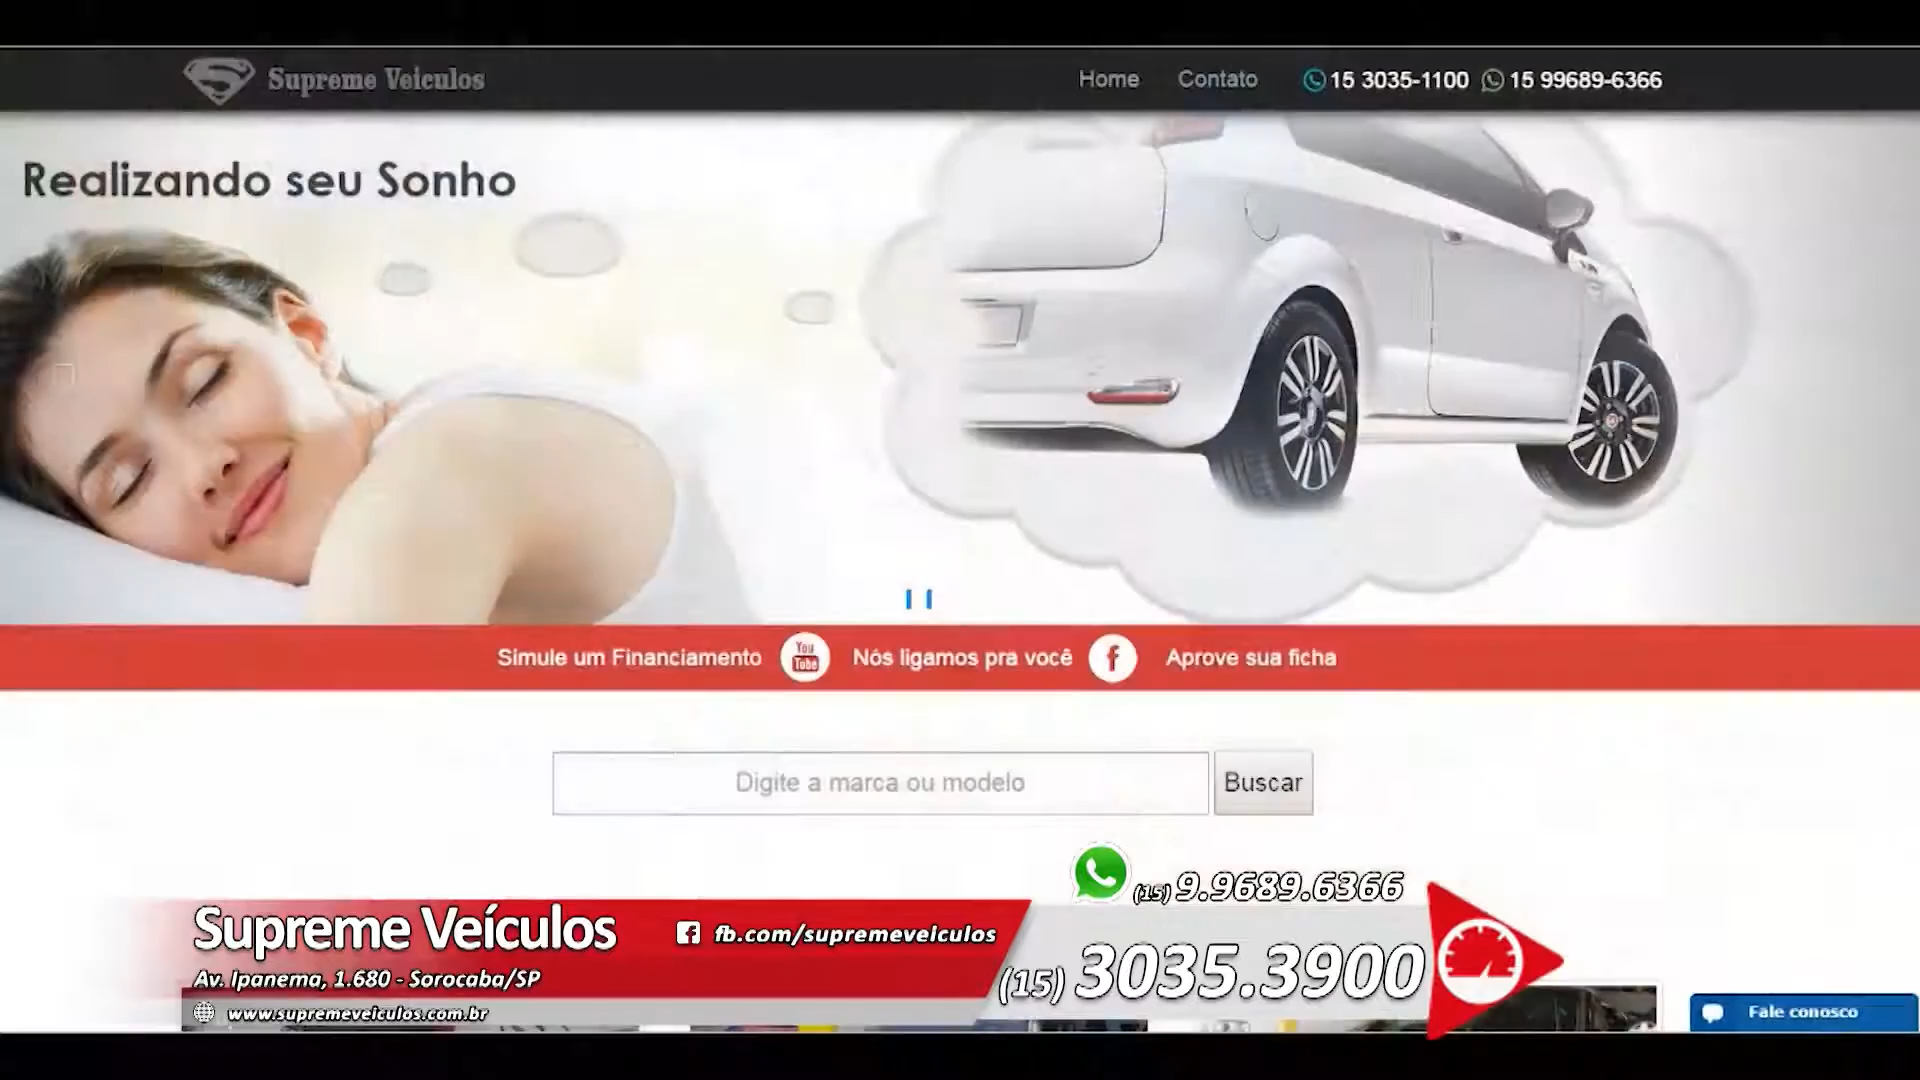 Supreme Veiculos
Home Contato 15 3035-1100 15 99689-6366
Realizando seu Sonho
Simule um Financiamento You Tube Nós ligamos pra você f Aprove sua ficha
Digite a marca ou modelo Buscar
(15) 9.9689.6366
Supreme Veículos
fb.com/supremeveiculos
(15) 3035.3900
Av. Ipanema, 1.680 - Sorocaba/SP
www.supremeveiculos.com.br
Fale conosco